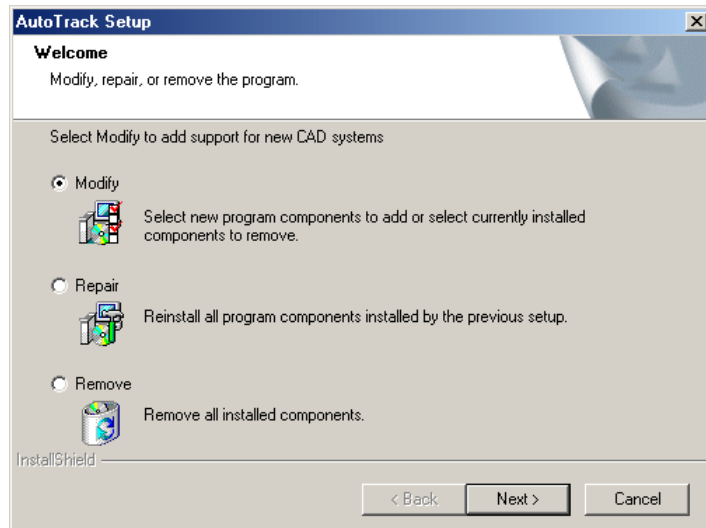 AutoTrack Setup
Welcome
Modify, repair, or remove the program.
Select Modify to add support for new CAD systems
Modify
Select new program components to add or select currently installed
components to remove.
Repair
Reinstall all program components installed by the previous setup.
Remove
Remove all installed components.
InstallShield
< Back
Next >
Cancel